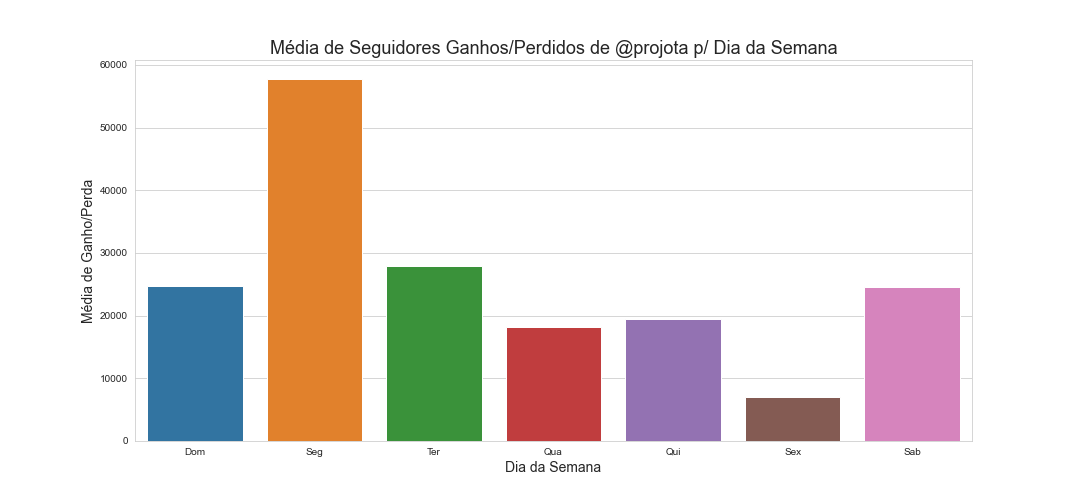 Média de Seguidores Ganhos/Perdidos de @projota p/ Dia da Semana
Média de Ganho/Perda
60000
50000
40000
30000
20000
10000
0
Dom Seg Ter Qua Qui Sex Sab
Dia da Semana